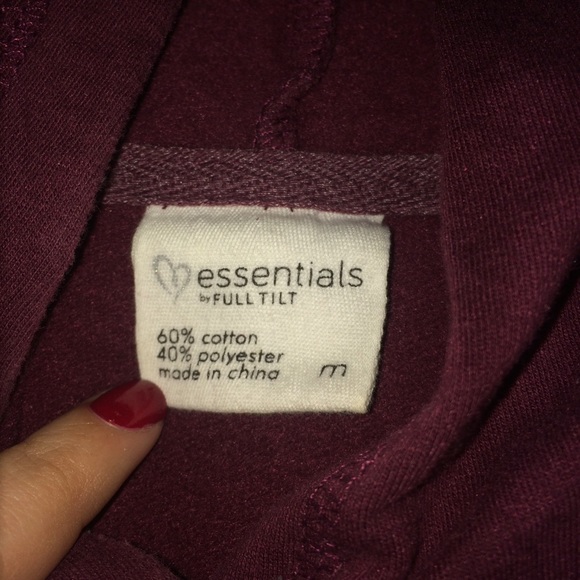 essentials
by FULL TILT
60% cotton
40% polyester
made in china m